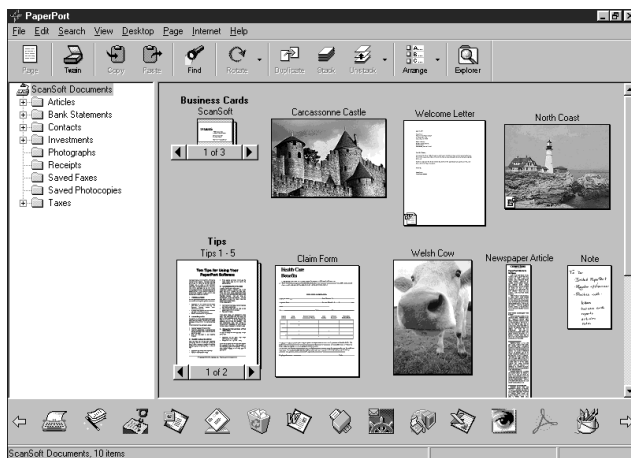 PaperPort
File Edit Search View Desktop Page Internet Help
Page Twain Copy Paste Find Rotate Duplicate Stack Unstack Arrange Explorer
ScanSoft Documents
Articles
Bank Statements
Contacts
Investments
Photographs
Receipts
Saved Faxes
Saved Photocopies
Taxes
Business Cards
ScanSoft
1 of 3
Carcassonne Castle
Welcome Letter
North Coast
Tips
Tips 1 - 5
Ten Tips for Using Your
PaperPort Software
1 of 2
Claim Form
Health Care
Benefits
Welsh Cow
Newspaper Article
Note
To Do
ScanSoft Documents, 10 items